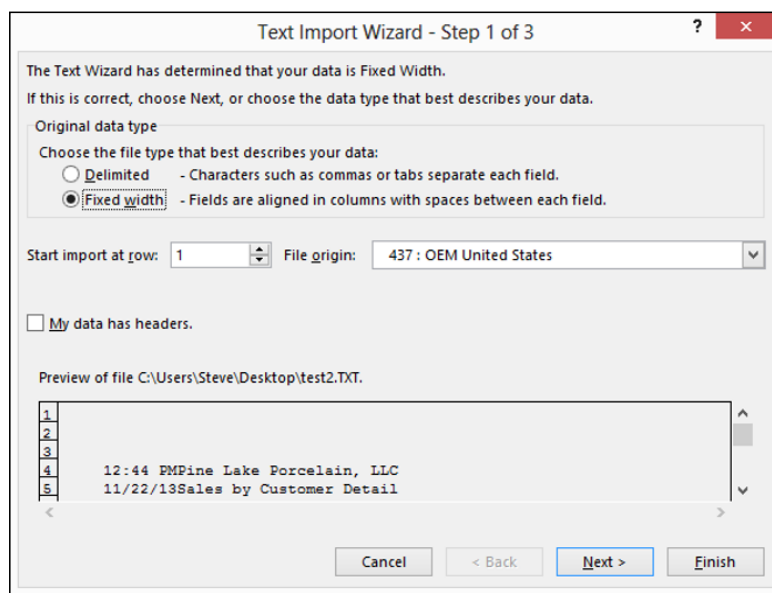 Text Import Wizard - Step 1 of 3
?
×
The Text Wizard has determined that your data is Fixed Width.
If this is correct, choose Next, or choose the data type that best describes your data.
Original data type
Choose the file type that best describes your data:
Delimited - Characters such as commas or tabs separate each field.
Fixed width - Fields are aligned in columns with spaces between each field.
Start import at row: 1 File origin: 437 : OEM United States
My data has headers.
Preview of file C:\Users\Steve\Desktop\test2.TXT.
1
2
3
4 12:44 PMPine Lake Porcelain, LLC
5 11/22/13Sales by Customer Detail
Cancel < Back Next > Finish